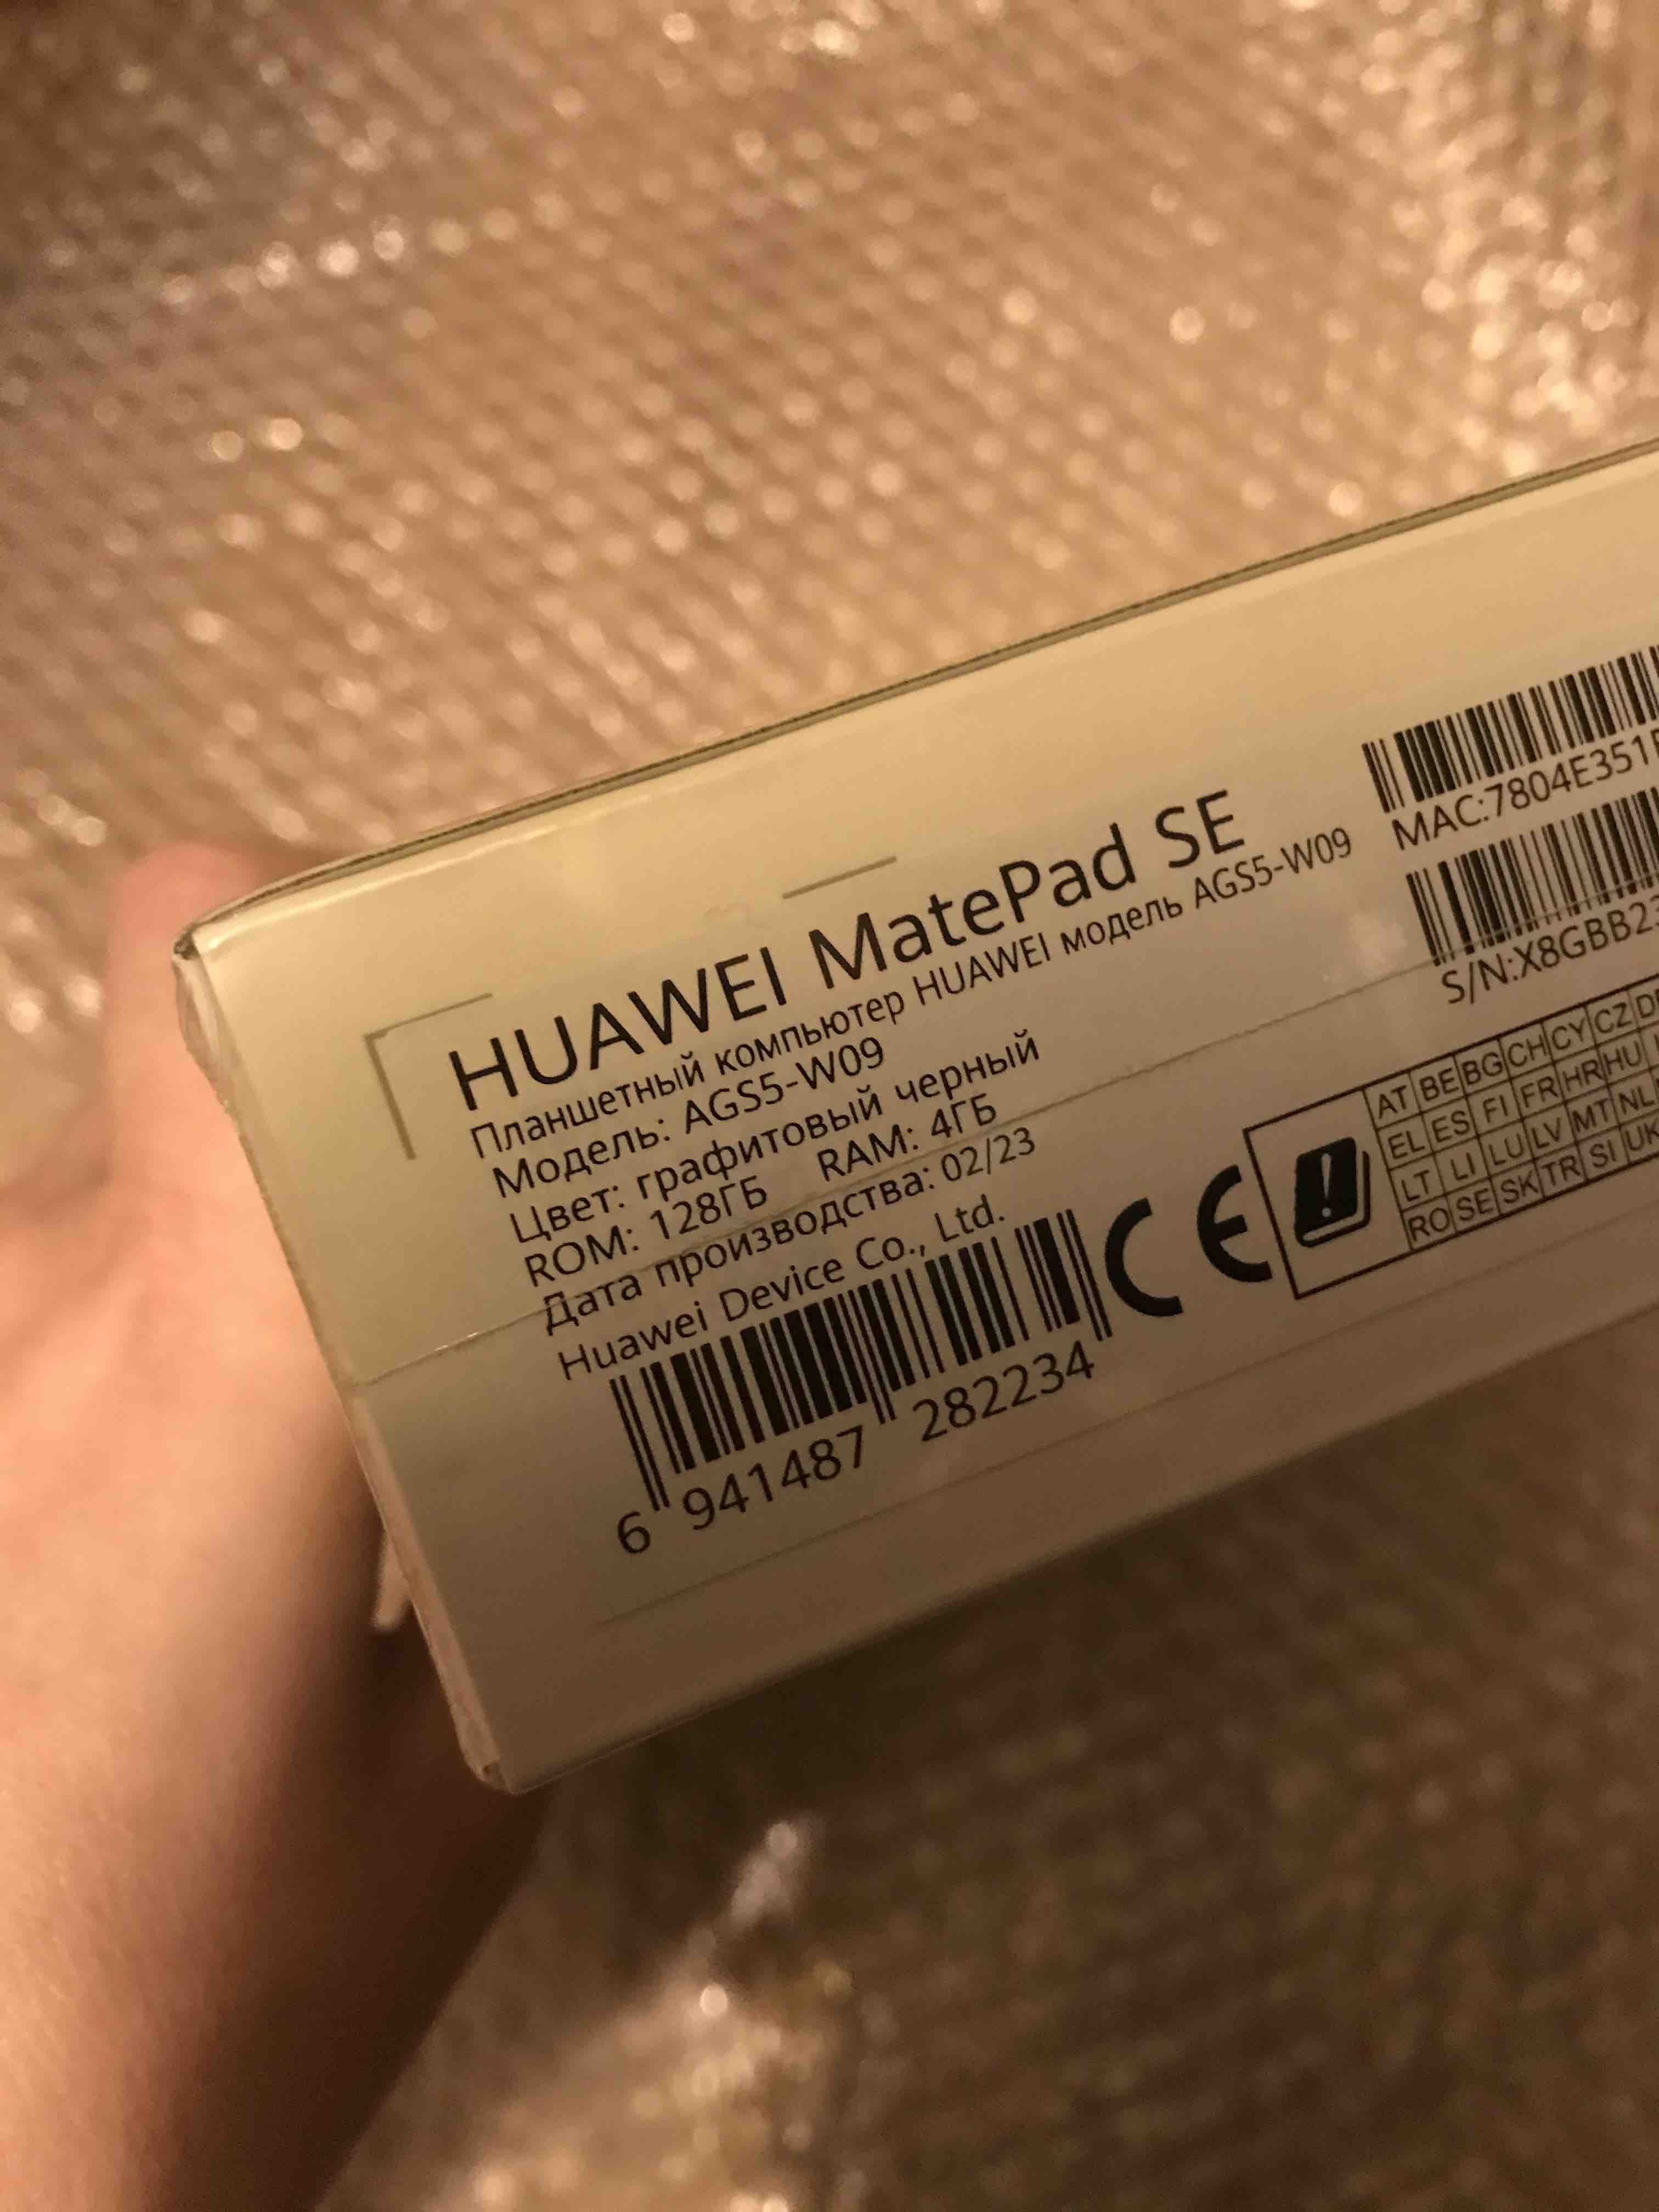 HUAWEI MatePad SE
Планшетный компьютер HUAWEI модель AGS5-W09
Модель: AGS5-W09
Цвет: графитовый черный
ROM: 128ГБ RAM: 4ГБ
Дата производства: 02/23
Huawei Device Co., Ltd.
6 941487 282234
CE
MAC:7804E351
S/N:X8GBB23
AT BE BG CH CY CZ
EL ES FI FR HR HU
LT LI LU LV MT NL
RO SE SK TR SI UK